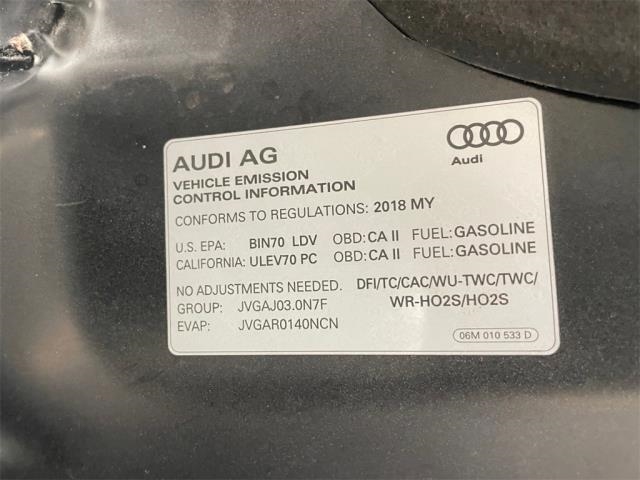 AUDI AG
Audi
VEHICLE EMISSION
CONTROL INFORMATION
CONFORMS TO REGULATIONS: 2018 MY
U.S. EPA: BIN70 LDV OBD: CA II FUEL: GASOLINE
CALIFORNIA: ULEV70 PC OBD: CA II FUEL: GASOLINE
NO ADJUSTMENTS NEEDED. DFI/TC/CAC/WU-TWC/TWC/
GROUP: JVGAJ03.0N7F WR-HO2S/HO2S
EVAP: JVGAR0140NCN
06M 010 533 D